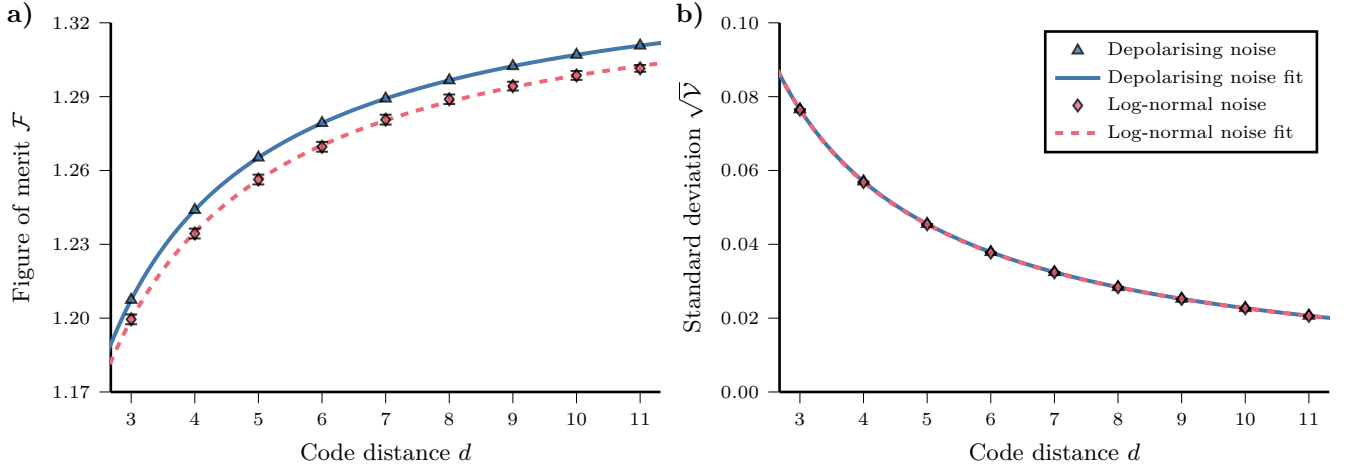 a)
1.32
1.29
1.26
1.23
1.20
1.17
Figure of merit ℱ
3 4 5 6 7 8 9 10 11
Code distance d
b)
0.10
0.08
0.06
0.04
0.02
0.00
Standard deviation √𝒱
3 4 5 6 7 8 9 10 11
Code distance d
Depolarising noise
Depolarising noise fit
Log-normal noise
Log-normal noise fit